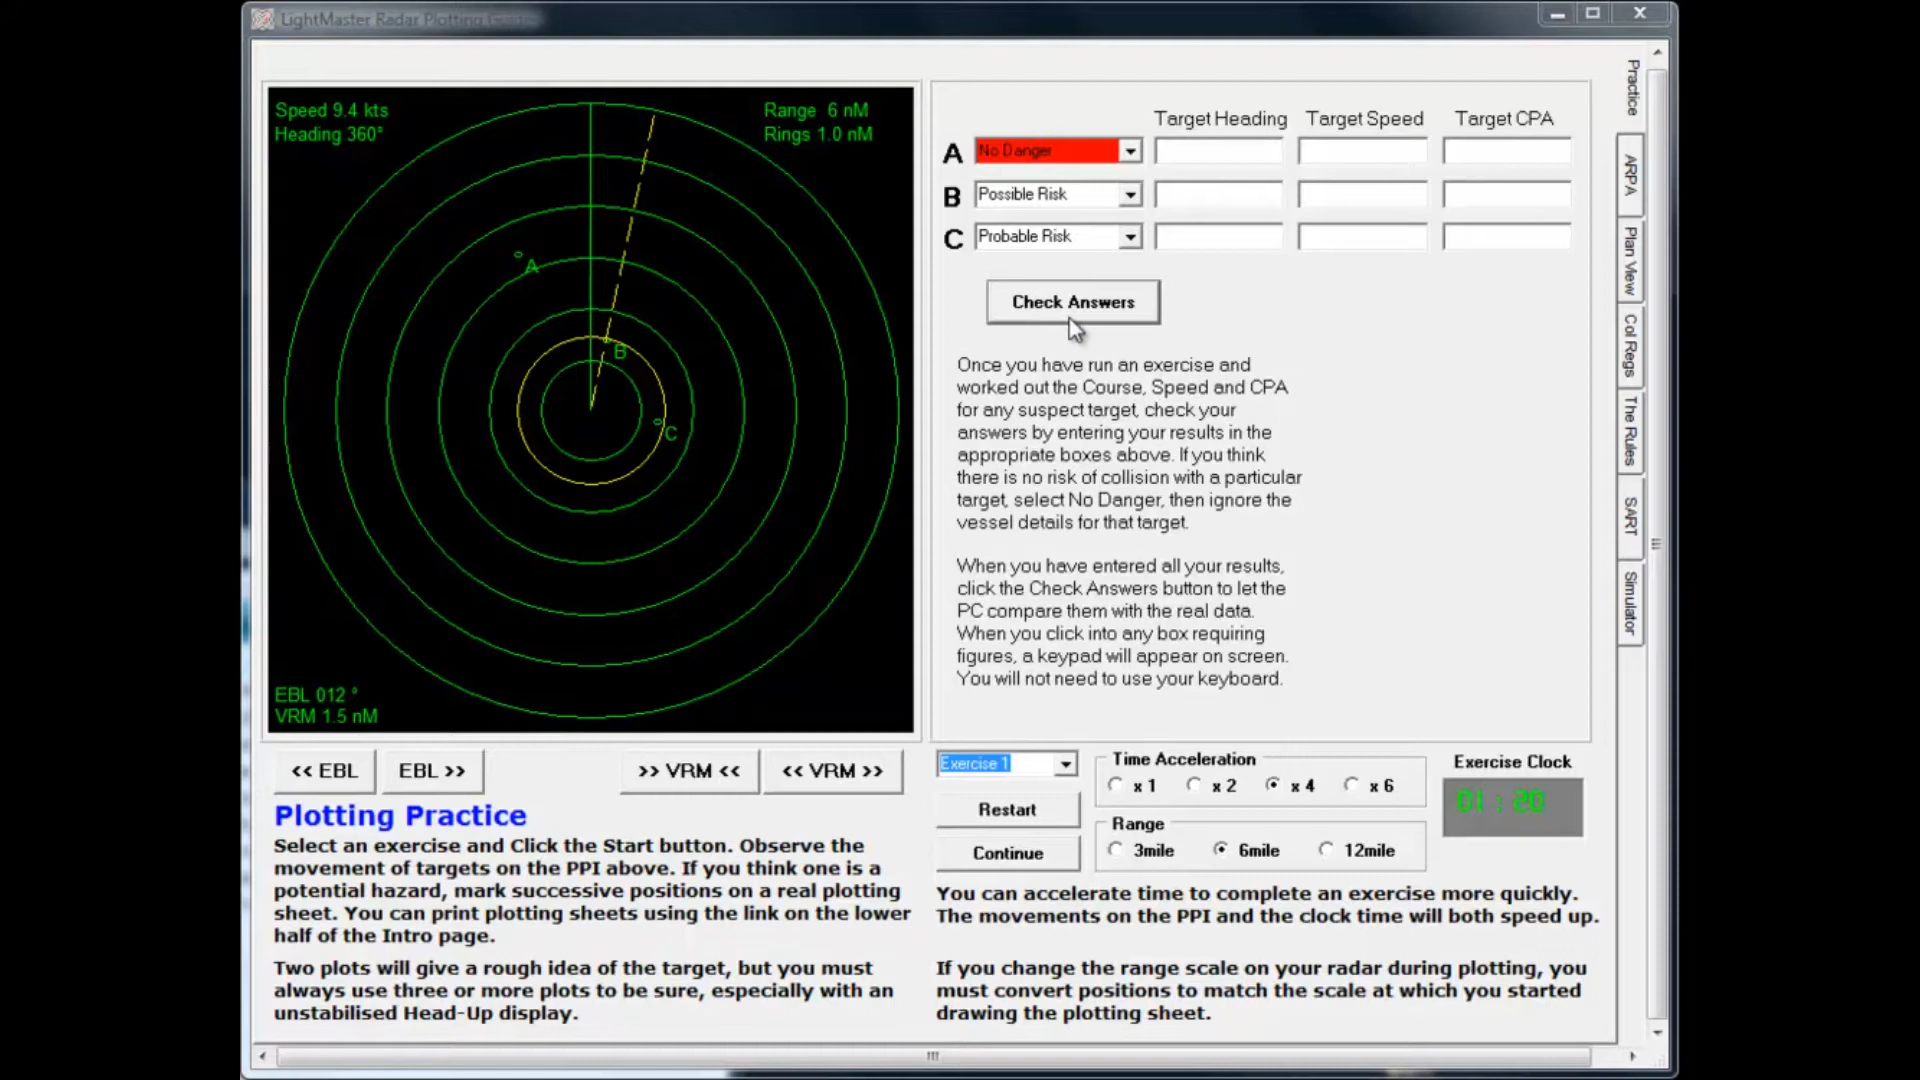 LightMaster Radar Plotting
Speed 9.4 kts
Heading 360°
Range 6 nM
Rings 1.0 nM
A
B
C
EBL 012 °
VRM 1.5 nM
Target Heading Target Speed Target CPA
A No Danger
B Possible Risk
C Probable Risk
Check Answers
Once you have run an exercise and
worked out the Course, Speed and CPA
for any suspect target, check your
answers by entering your results in the
appropriate boxes above. If you think
there is no risk of collision with a particular
target, select No Danger, then ignore the
vessel details for that target.
When you have entered all your results,
click the Check Answers button to let the
PC compare them with the real data.
When you click into any box requiring
figures, a keypad will appear on screen.
You will not need to use your keyboard.
Practice
ARPA
Plan View
Col Regs
The Rules
SART
Simulator
<< EBL
EBL >>
>> VRM <<
<< VRM >>
Plotting Practice
Select an exercise and Click the Start button. Observe the
movement of targets on the PPI above. If you think one is a
potential hazard, mark successive positions on a real plotting
sheet. You can print plotting sheets using the link on the lower
half of the Intro page.
Two plots will give a rough idea of the target, but you must
always use three or more plots to be sure, especially with an
unstabilised Head-Up display.
Exercise 1
Restart
Continue
Time Acceleration
x 1 x 2 x 4 x 6
Range
3mile 6mile 12mile
Exercise Clock
01 : 20
You can accelerate time to complete an exercise more quickly.
The movements on the PPI and the clock time will both speed up.
If you change the range scale on your radar during plotting, you
must convert positions to match the scale at which you started
drawing the plotting sheet.